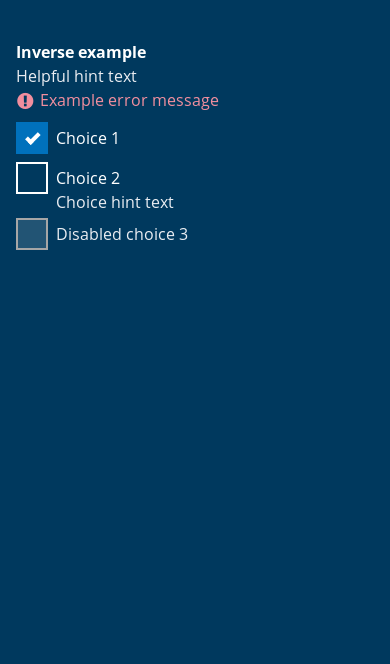 Inverse example
Helpful hint text
Example error message
Choice 1
Choice 2
Choice hint text
Disabled choice 3